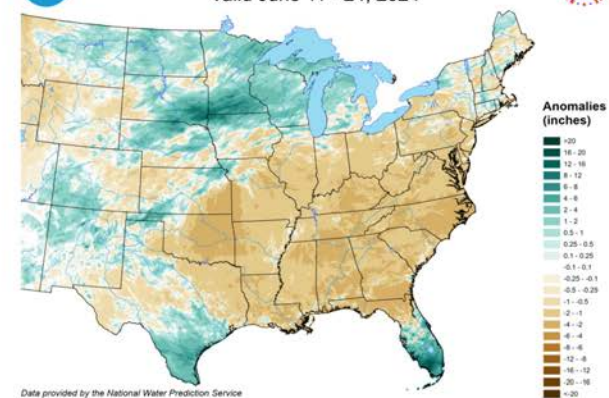 Anomalies
(inches)
>20
16 - 20
12 - 16
8 - 12
6 - 8
4 - 6
2 - 4
1 - 2
0.5 - 1
0.25 - 0.5
0.1 - 0.25
-0.1 - 0.1
-0.25 - -0.1
-0.5 - -0.25
-1 - -0.5
-2 - -1
-4 - -2
-6 - -4
-8 - -6
-12 - -8
-16 - -12
-20 - -16
<-20
Data provided by the National Water Prediction Service